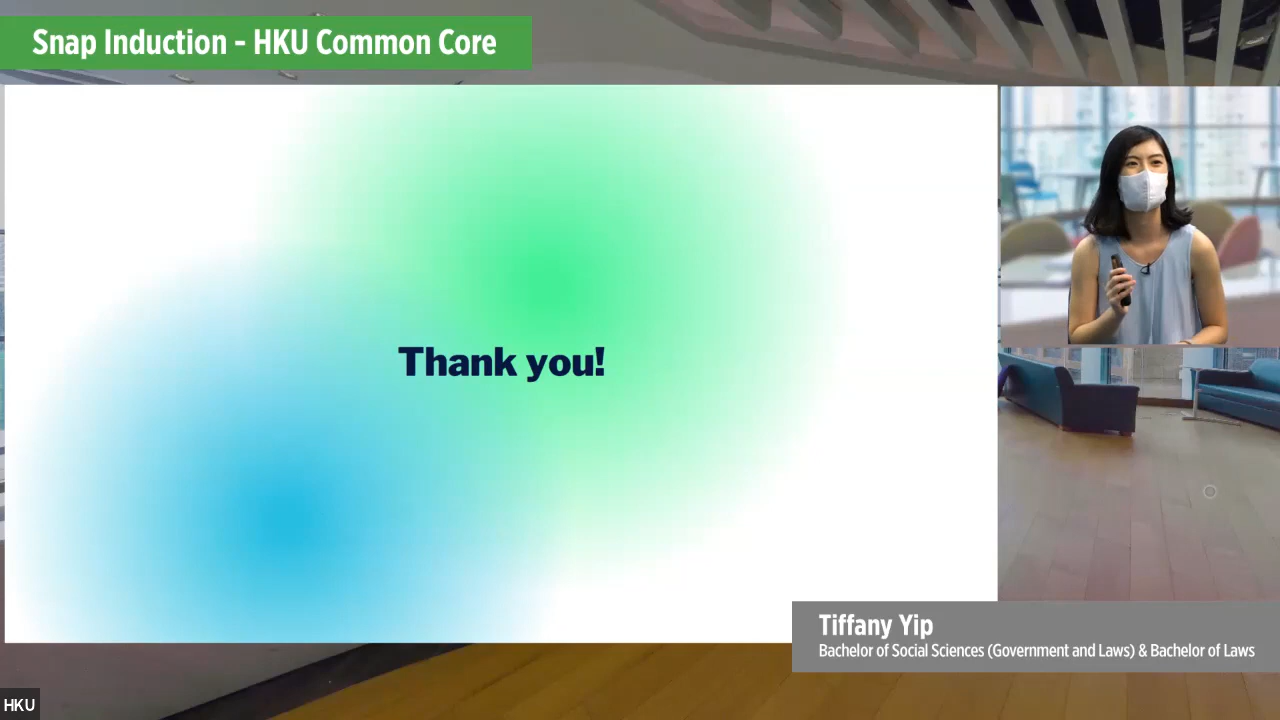 Snap Induction - HKU Common Core
Thank you!
Tiffany Yip
Bachelor of Social Sciences (Government and Laws) & Bachelor of Laws
HKU